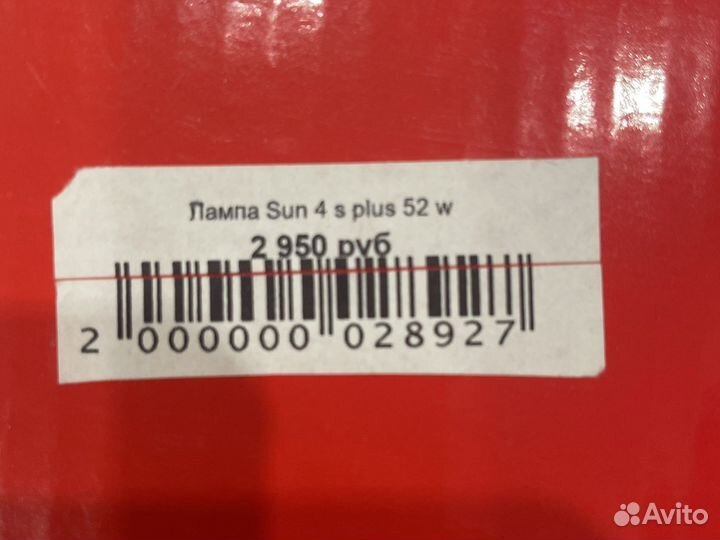 Лампа Sun 4 s plus 52 w
2 950 руб
2 000000 028927
Avito